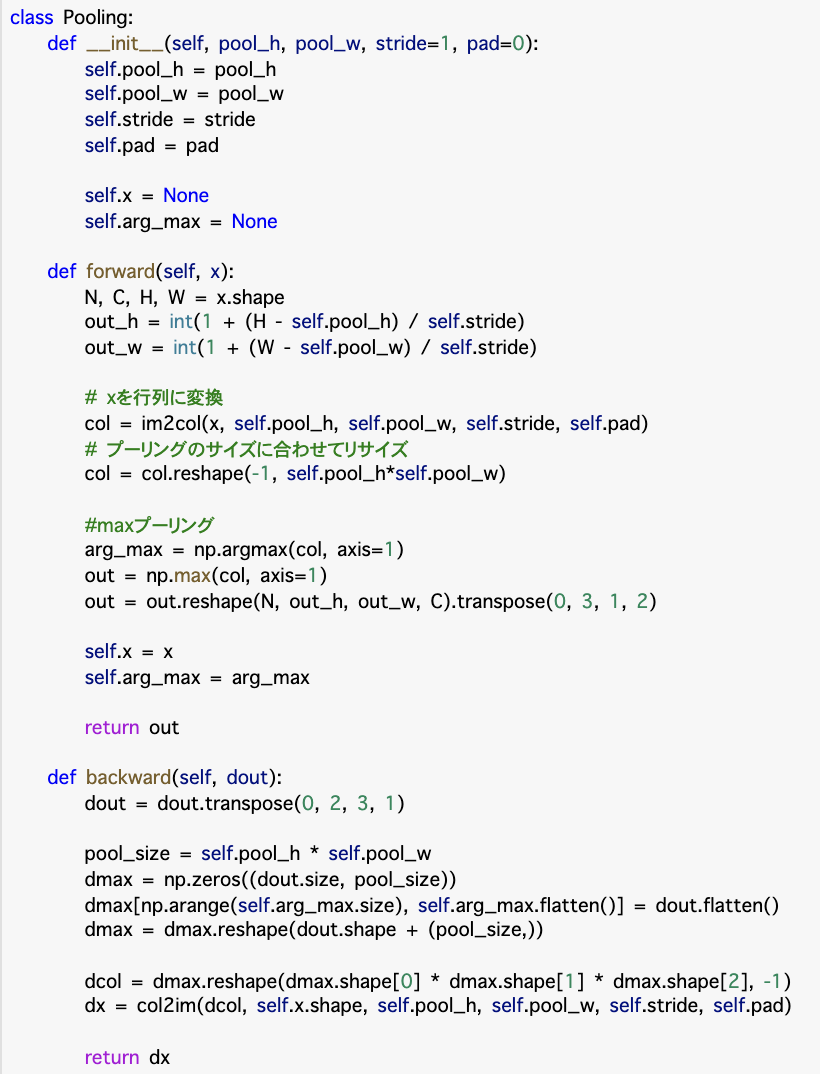 class Pooling:
    def __init__(self, pool_h, pool_w, stride=1, pad=0):
        self.pool_h = pool_h
        self.pool_w = pool_w
        self.stride = stride
        self.pad = pad

        self.x = None
        self.arg_max = None

    def forward(self, x):
        N, C, H, W = x.shape
        out_h = int(1 + (H - self.pool_h) / self.stride)
        out_w = int(1 + (W - self.pool_w) / self.stride)

        # xを行列に変換
        col = im2col(x, self.pool_h, self.pool_w, self.stride, self.pad)
        # プーリングのサイズに合わせてリサイズ
        col = col.reshape(-1, self.pool_h*self.pool_w)

        #maxプーリング
        arg_max = np.argmax(col, axis=1)
        out = np.max(col, axis=1)
        out = out.reshape(N, out_h, out_w, C).transpose(0, 3, 1, 2)

        self.x = x
        self.arg_max = arg_max

        return out

    def backward(self, dout):
        dout = dout.transpose(0, 2, 3, 1)

        pool_size = self.pool_h * self.pool_w
        dmax = np.zeros((dout.size, pool_size))
        dmax[np.arange(self.arg_max.size), self.arg_max.flatten()] = dout.flatten()
        dmax = dmax.reshape(dout.shape + (pool_size,))

        dcol = dmax.reshape(dmax.shape[0] * dmax.shape[1] * dmax.shape[2], -1)
        dx = col2im(dcol, self.x.shape, self.pool_h, self.pool_w, self.stride, self.pad)

        return dx